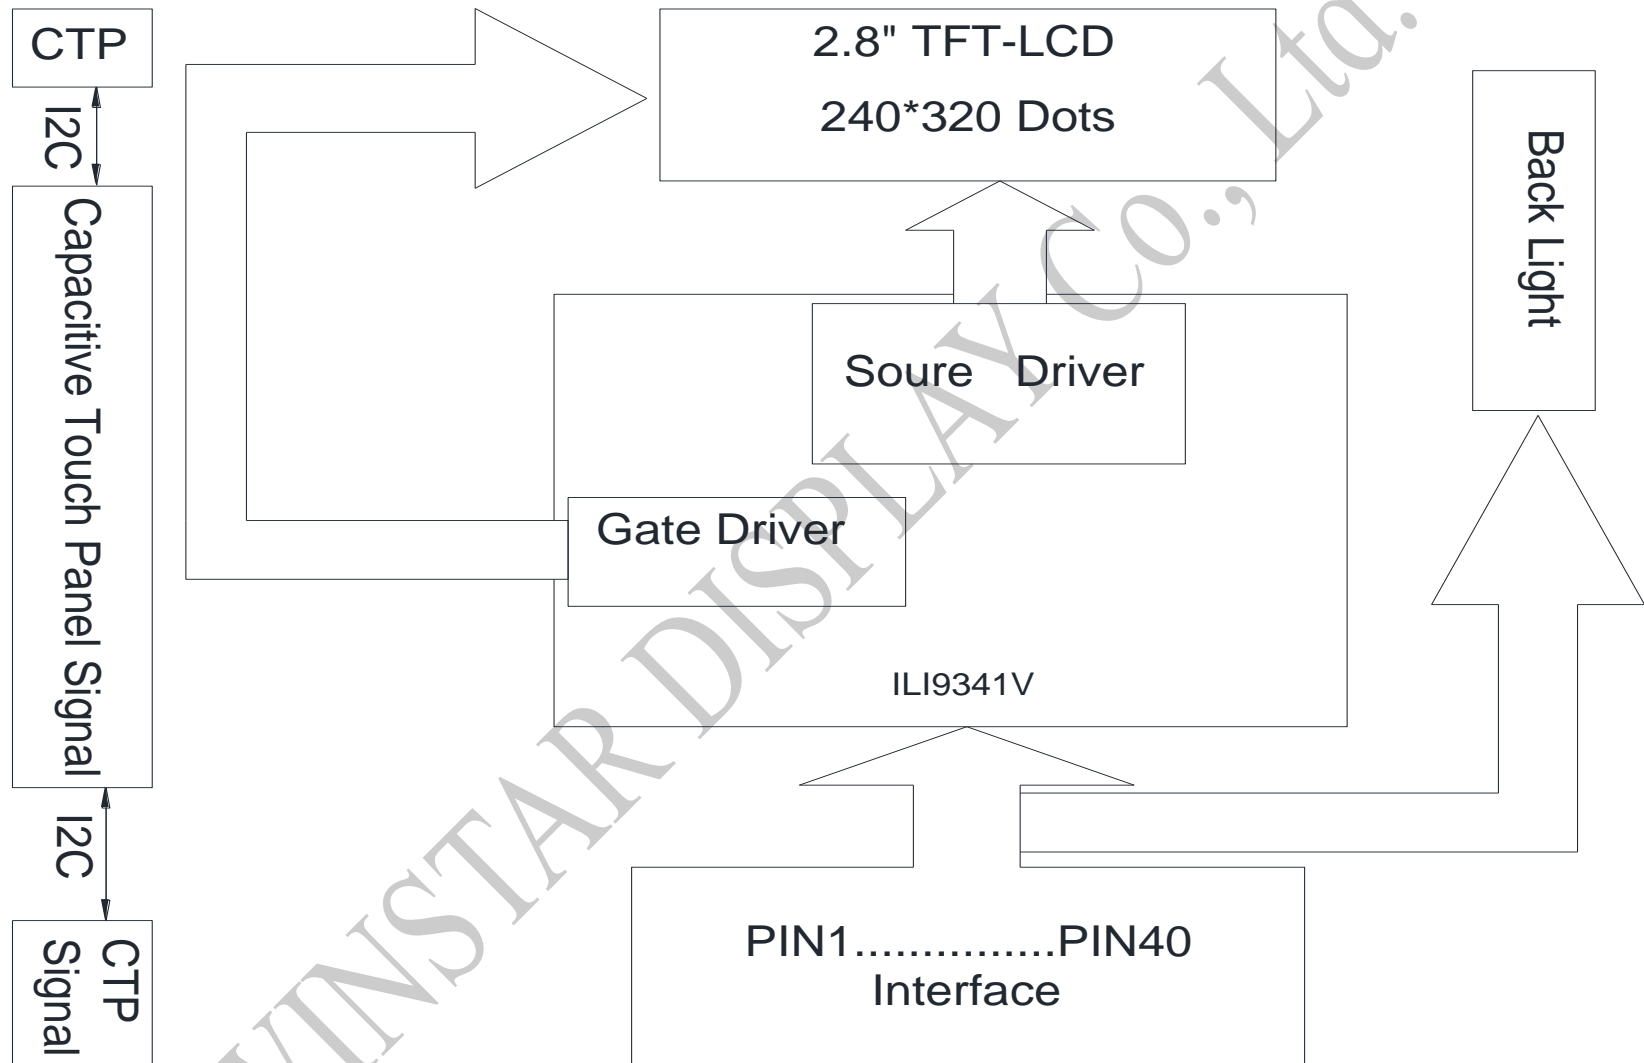 CTP
I2C
Capacitive Touch Panel Signal
I2C
CTP
Signal
2.8" TFT-LCD
240*320 Dots
Soure Driver
Gate Driver
ILI9341V
PIN1...............PIN40
Interface
Back Light
VINSTAR DISPLAY Co., Ltd.